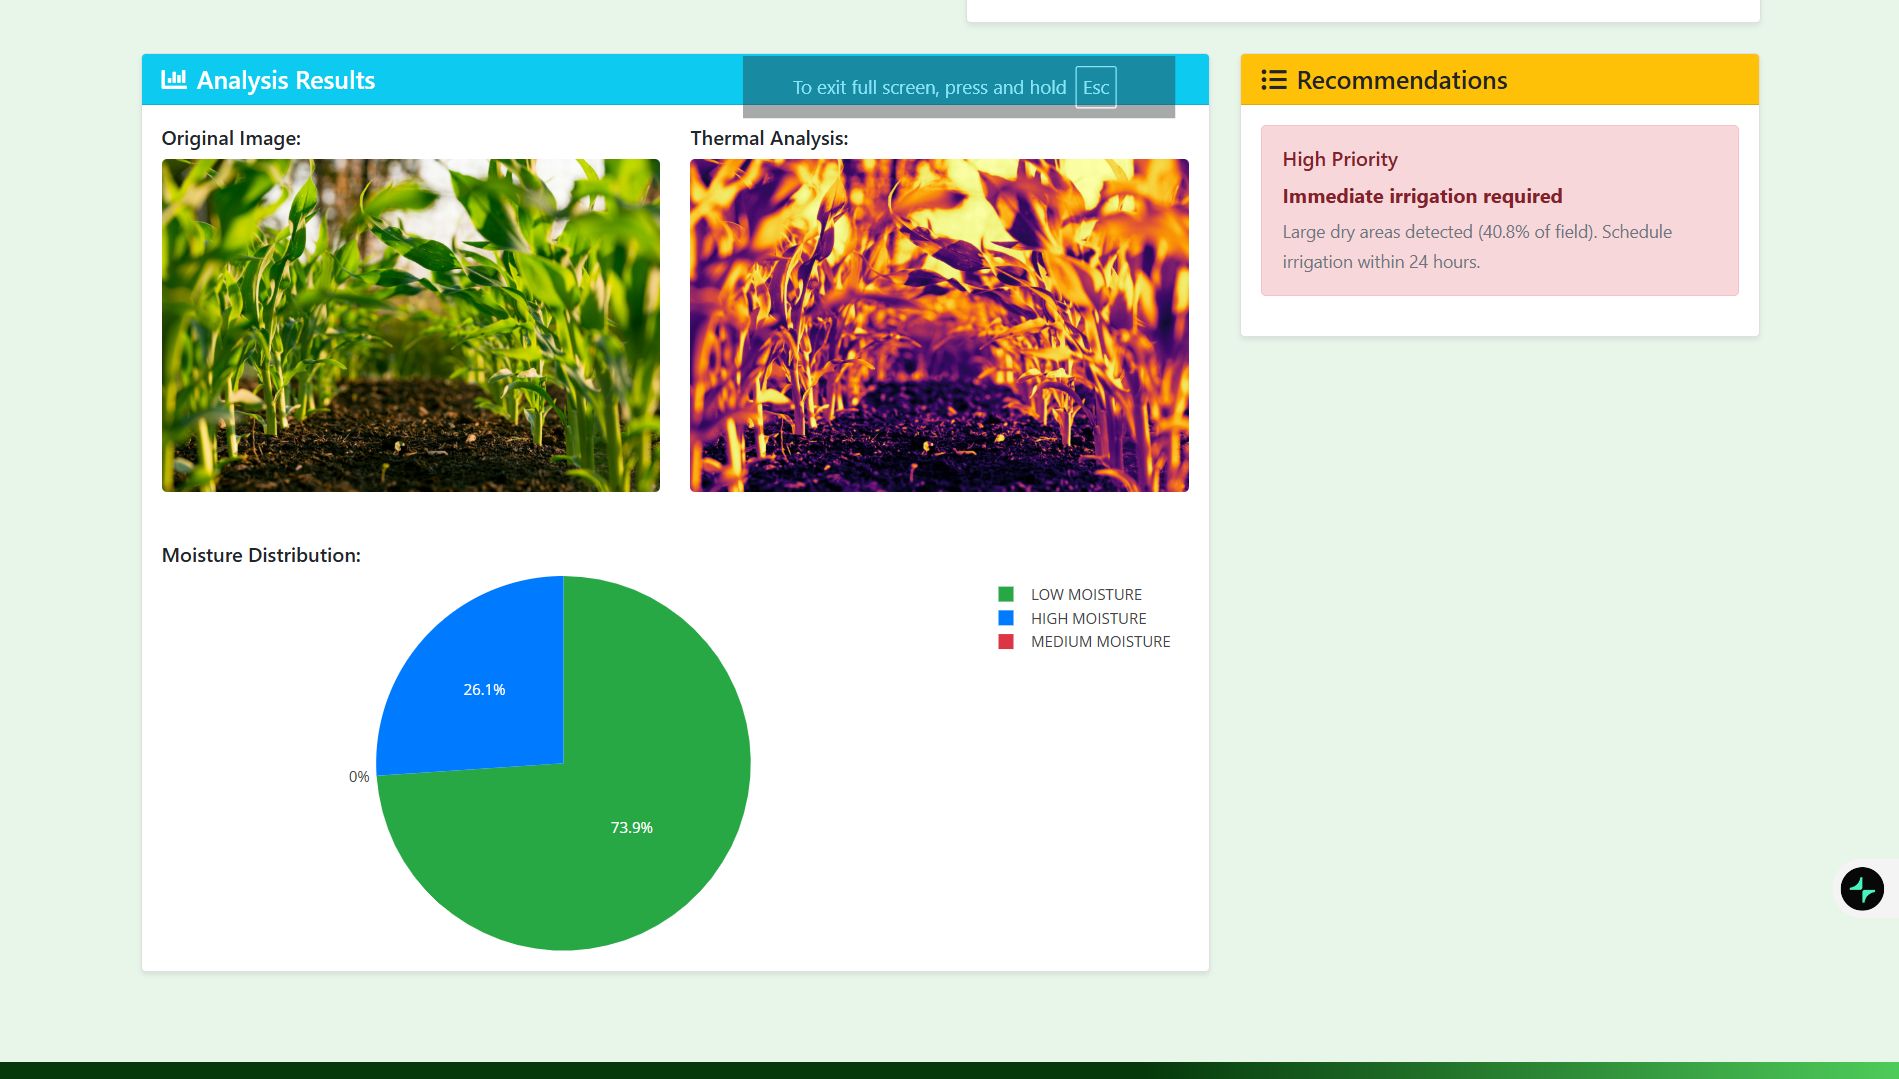 Analysis Results
To exit full screen, press and hold Esc
Original Image:
Thermal Analysis:
Moisture Distribution:
LOW MOISTURE
HIGH MOISTURE
MEDIUM MOISTURE
26.1%
0%
73.9%
Recommendations
High Priority
Immediate irrigation required
Large dry areas detected (40.8% of field). Schedule
irrigation within 24 hours.